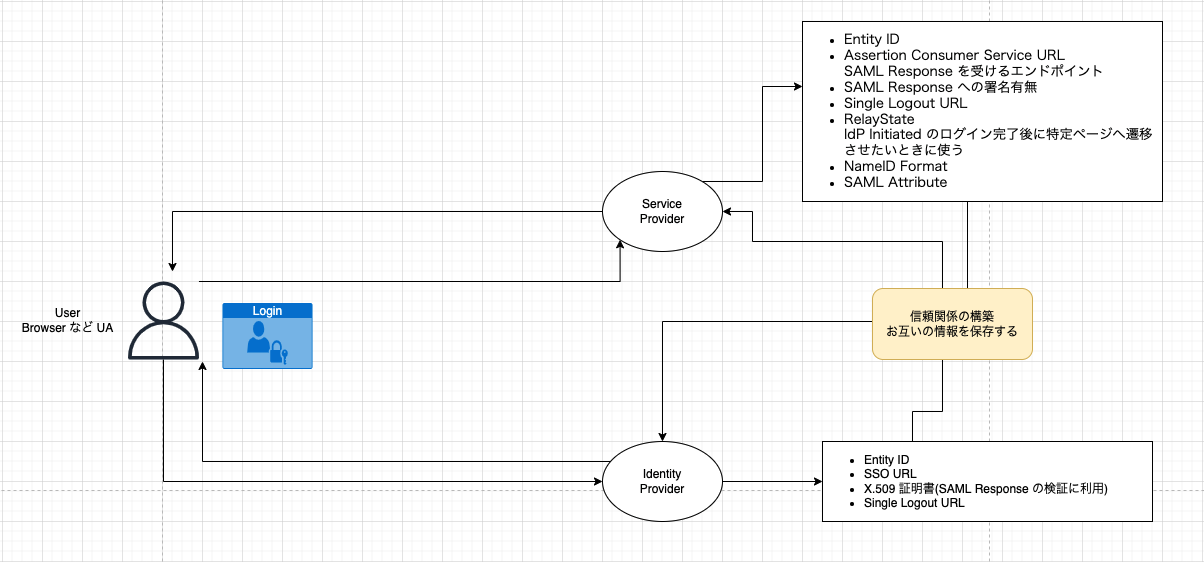 Entity ID
Assertion Consumer Service URL
SAML Response を受けるエンドポイント
SAML Response への署名有無
Single Logout URL
RelayState
IdP Initiated のログイン完了後に特定ページへ遷移
させたいときに使う
NameID Format
SAML Attribute
Service
Provider
User
Browser など UA
Login
信頼関係の構築
お互いの情報を保存する
Identity
Provider
Entity ID
SSO URL
X.509 証明書(SAML Response の検証に利用)
Single Logout URL